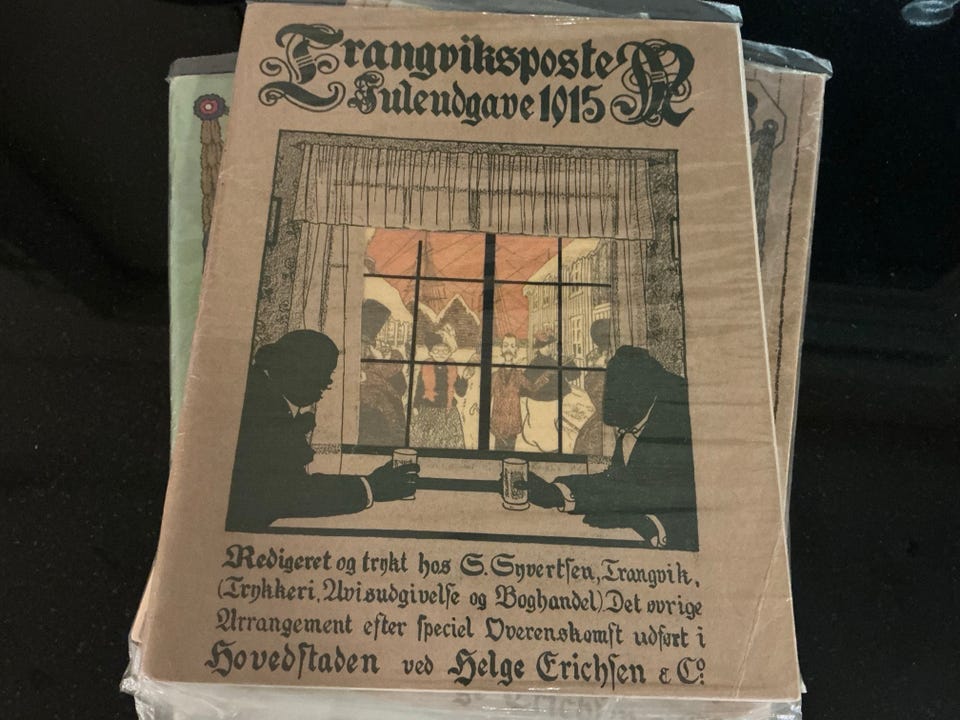 Trangviksposten
Juleudgave 1915
Redigeret og trykt hos S. Syvertsen, Trangvik,
(Trykkeri, Avisudgivelse og Boghandel) Det øvrige
Arrangement efter speciel Overenskomst udført i
Hovedstaden ved Helge Erichsen & Co: